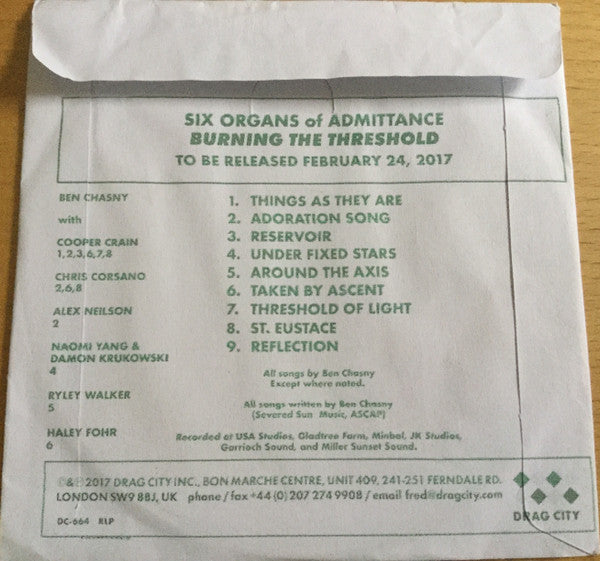 SIX ORGANS of ADMITTANCE
BURNING THE THRESHOLD
TO BE RELEASED FEBRUARY 24, 2017
BEN CHASNY
with
COOPER CRAIN
1,2,3,6,7,8
CHRIS CORSANO
2,6,8
ALEX NEILSON
2
NAOMI YANG &
DAMON KRUKOWSKI
4
RYLEY WALKER
5
HALEY FOHR
6
1. THINGS AS THEY ARE
2. ADORATION SONG
3. RESERVOIR
4. UNDER FIXED STARS
5. AROUND THE AXIS
6. TAKEN BY ASCENT
7. THRESHOLD OF LIGHT
8. ST. EUSTACE
9. REFLECTION
All songs by Ben Chasny
Except where noted.
All songs written by Ben Chasny
(Severed Sun Music, ASCAP)
Recorded at USA Studios, Gladtree Farm, Minbal, JK Studios,
Garrioch Sound, and Miller Sunset Sound.
©&℗ 2017 DRAG CITY INC., BON MARCHE CENTRE, UNIT 409, 241-251 FERNDALE RD.
LONDON SW9 8BJ, UK phone / fax +44 (0) 207 274 9908 / email fred@dragcity.com
DC-664 RLP
DRAG CITY